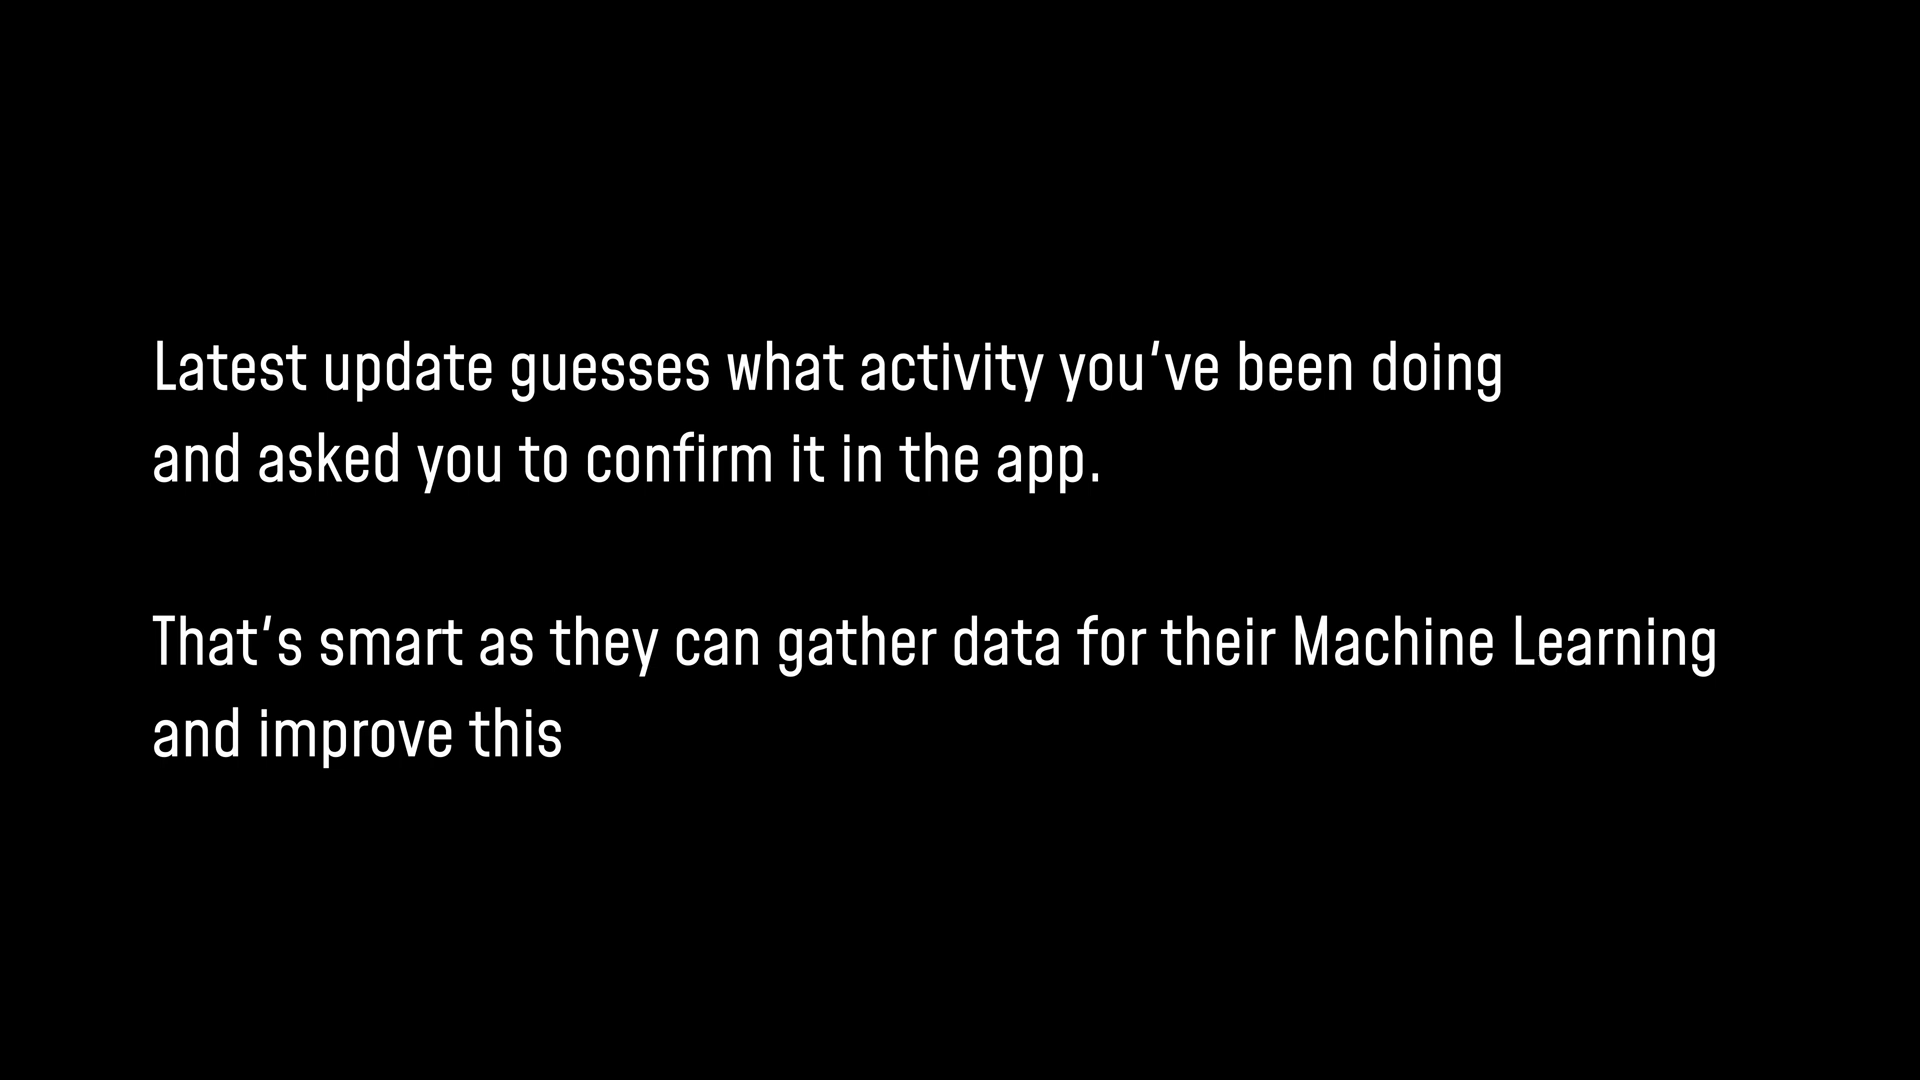 Latest update guesses what activity you've been doing
and asked you to confirm it in the app.
That's smart as they can gather data for their Machine Learning
and improve this